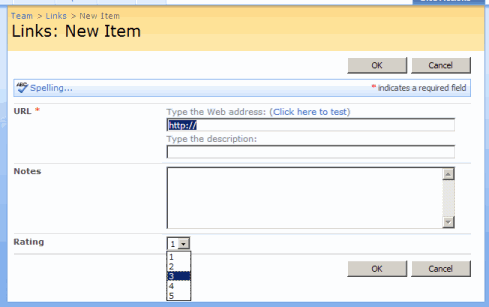 Team > Links > New Item
Links: New Item
OK Cancel
ABC Spelling... * indicates a required field
URL * Type the Web address: (Click here to test)
http://
Type the description:
Notes
Rating 1
1
2
3
4
5
OK Cancel